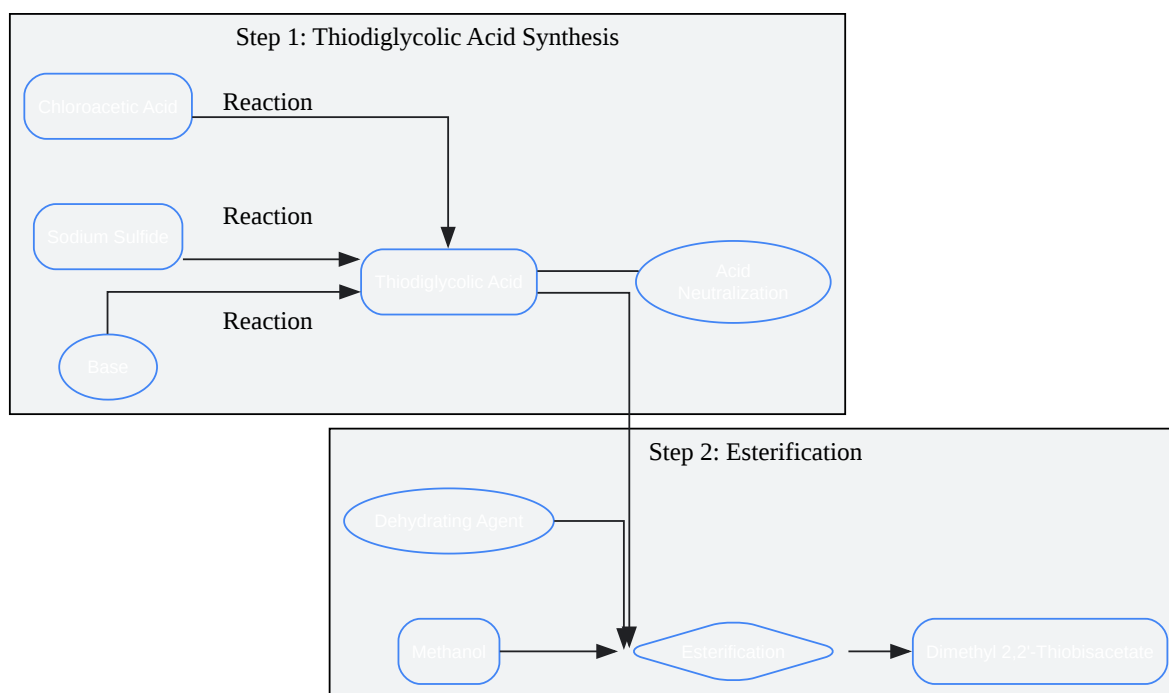 Step 1: Thiodiglycolic Acid Synthesis
Chloroacetic Acid
Reaction
Sodium Sulfide
Reaction
Thiodiglycolic Acid
Acid
Neutralization
Base
Reaction
Step 2: Esterification
Dehydrating Agent
Methanol
Esterification
Dimethyl 2,2'-Thiobisacetate